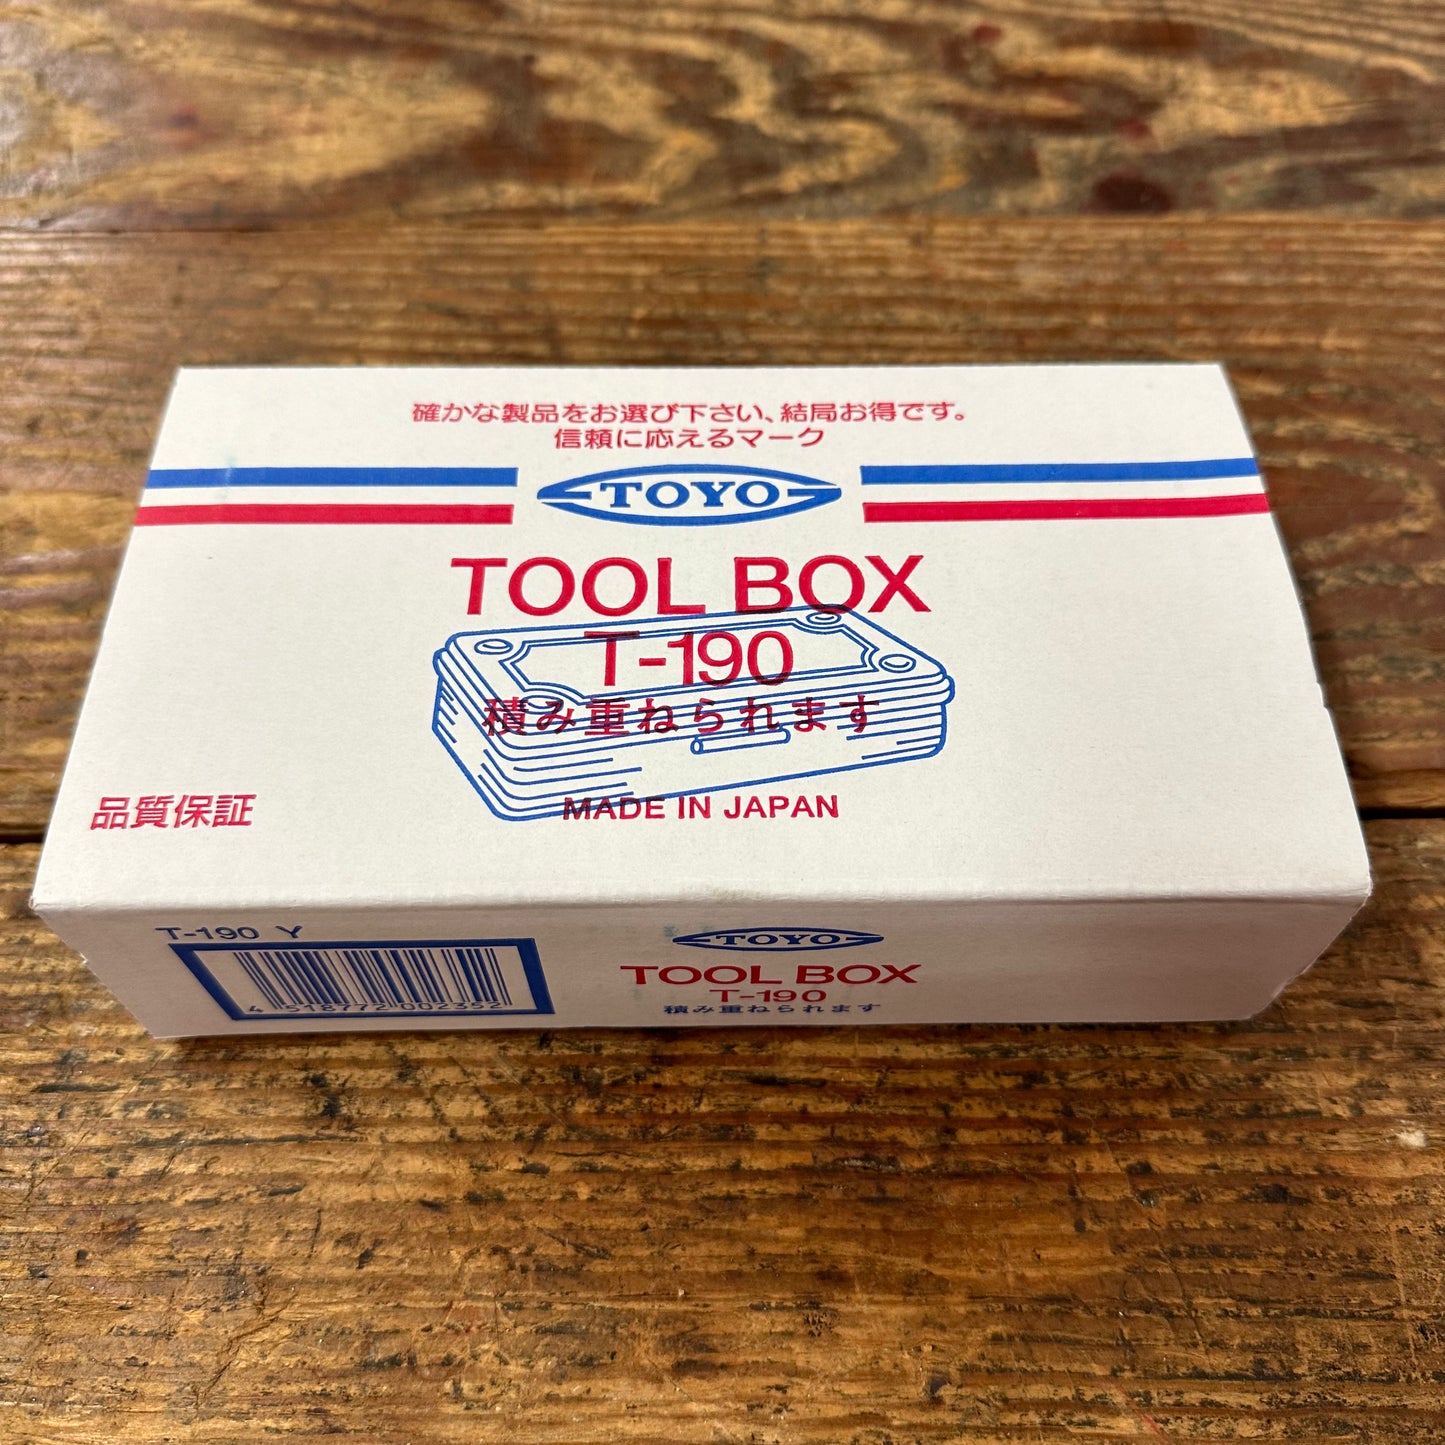 確かな製品をお選び下さい、結局お得です。
信頼に応えるマーク
TOYO
TOOL BOX
T-190
積み重ねられます
MADE IN JAPAN
品質保証
T-190 Y
4 518772 002352
TOYO
TOOL BOX
T-190
積み重ねられます